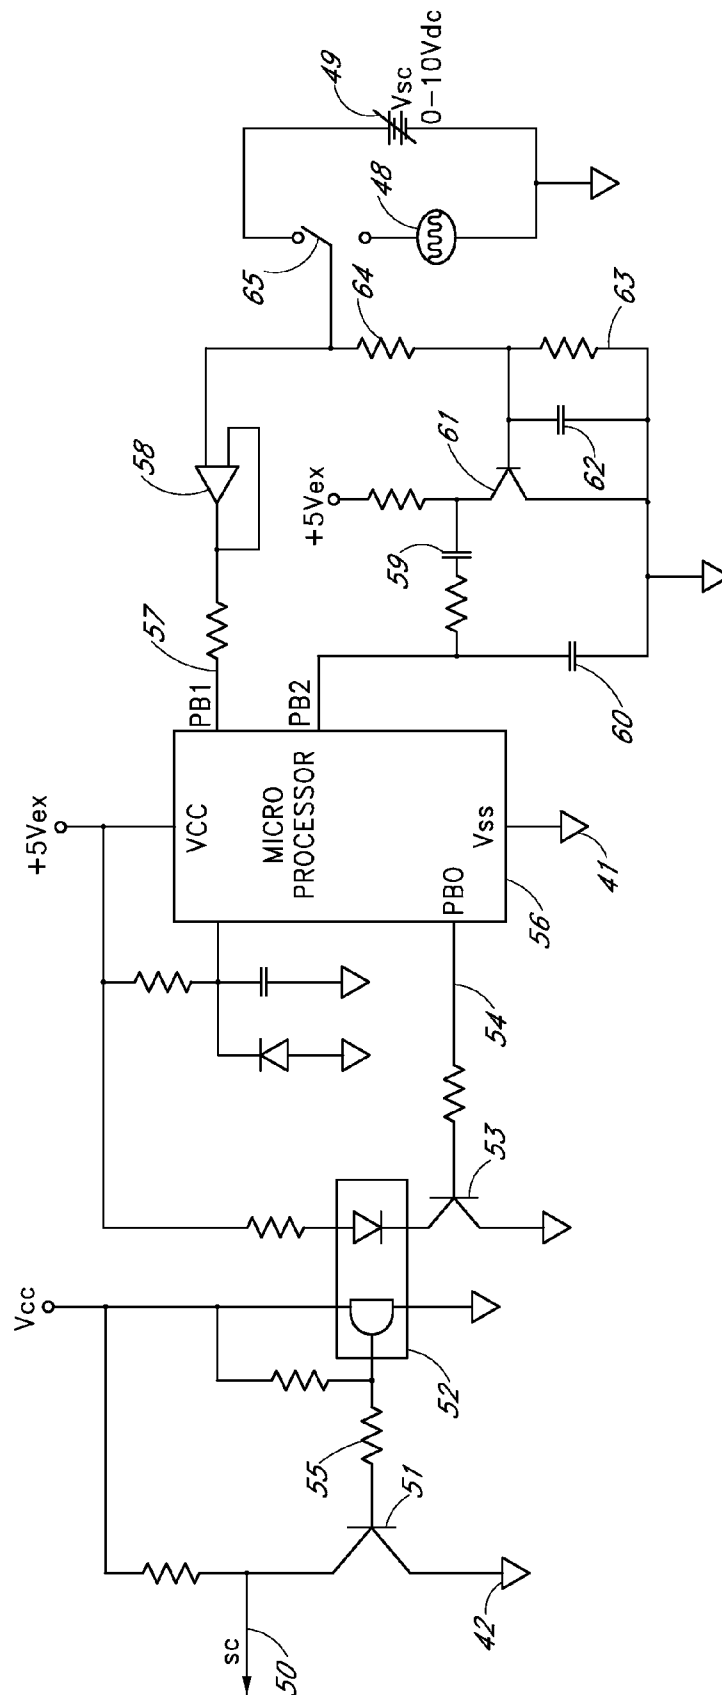 49
Vsc
0-10Vdc
48
65
64
63
58
61
62
+5Vex
59
57
PB1
PB2
60
+5Vex
VCC
MICRO
PROCESSOR
Vss
PB0
56
41
54
53
Vcc
52
55
51
sc
50
42